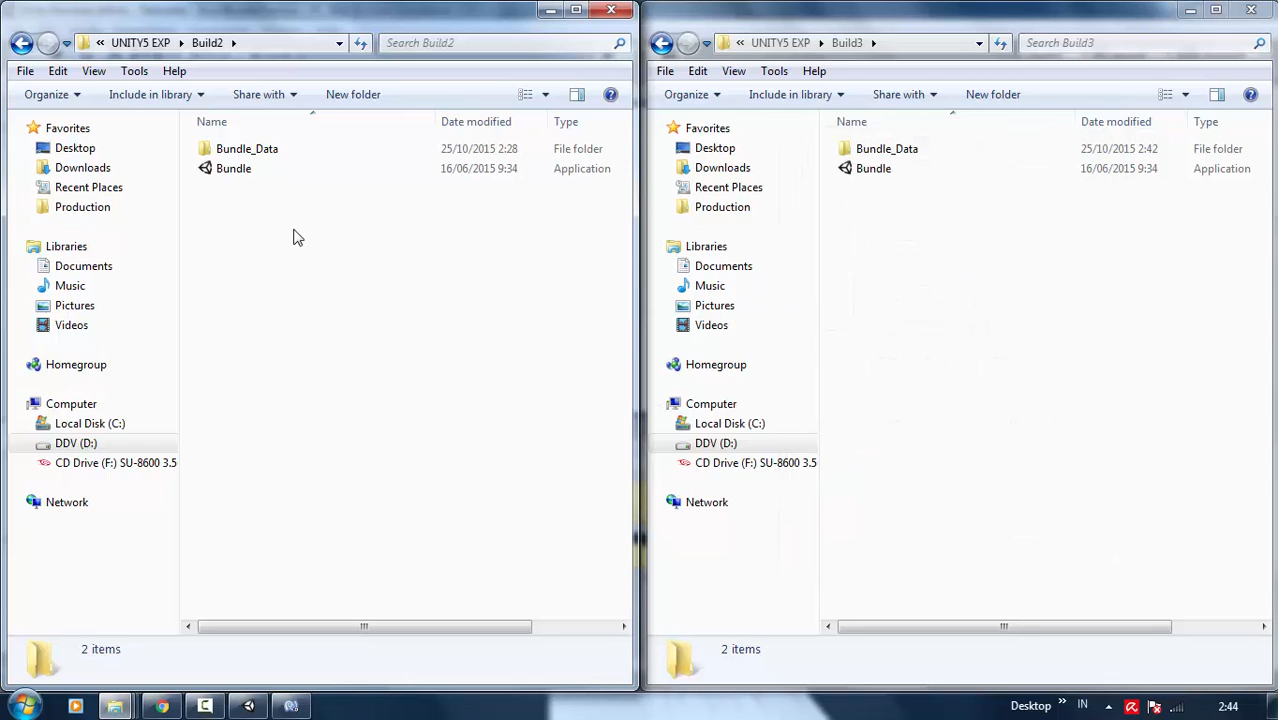 UNITY5 EXP Build2
Search Build2
File Edit View Tools Help
Organize Include in library Share with New folder
Name Date modified Type
Bundle_Data 25/10/2015 2:28 File folder
Bundle 16/06/2015 9:34 Application
Favorites
Desktop
Downloads
Recent Places
Production
Libraries
Documents
Music
Pictures
Videos
Homegroup
Computer
Local Disk (C:)
DDV (D:)
CD Drive (F:) SU-8600 3.5
Network
2 items
UNITY5 EXP Build3
Search Build3
File Edit View Tools Help
Organize Include in library Share with New folder
Name Date modified Type
Bundle_Data 25/10/2015 2:42 File folder
Bundle 16/06/2015 9:34 Application
Favorites
Desktop
Downloads
Recent Places
Production
Libraries
Documents
Music
Pictures
Videos
Homegroup
Computer
Local Disk (C:)
DDV (D:)
CD Drive (F:) SU-8600 3.5
Network
2 items
Desktop IN 2:44